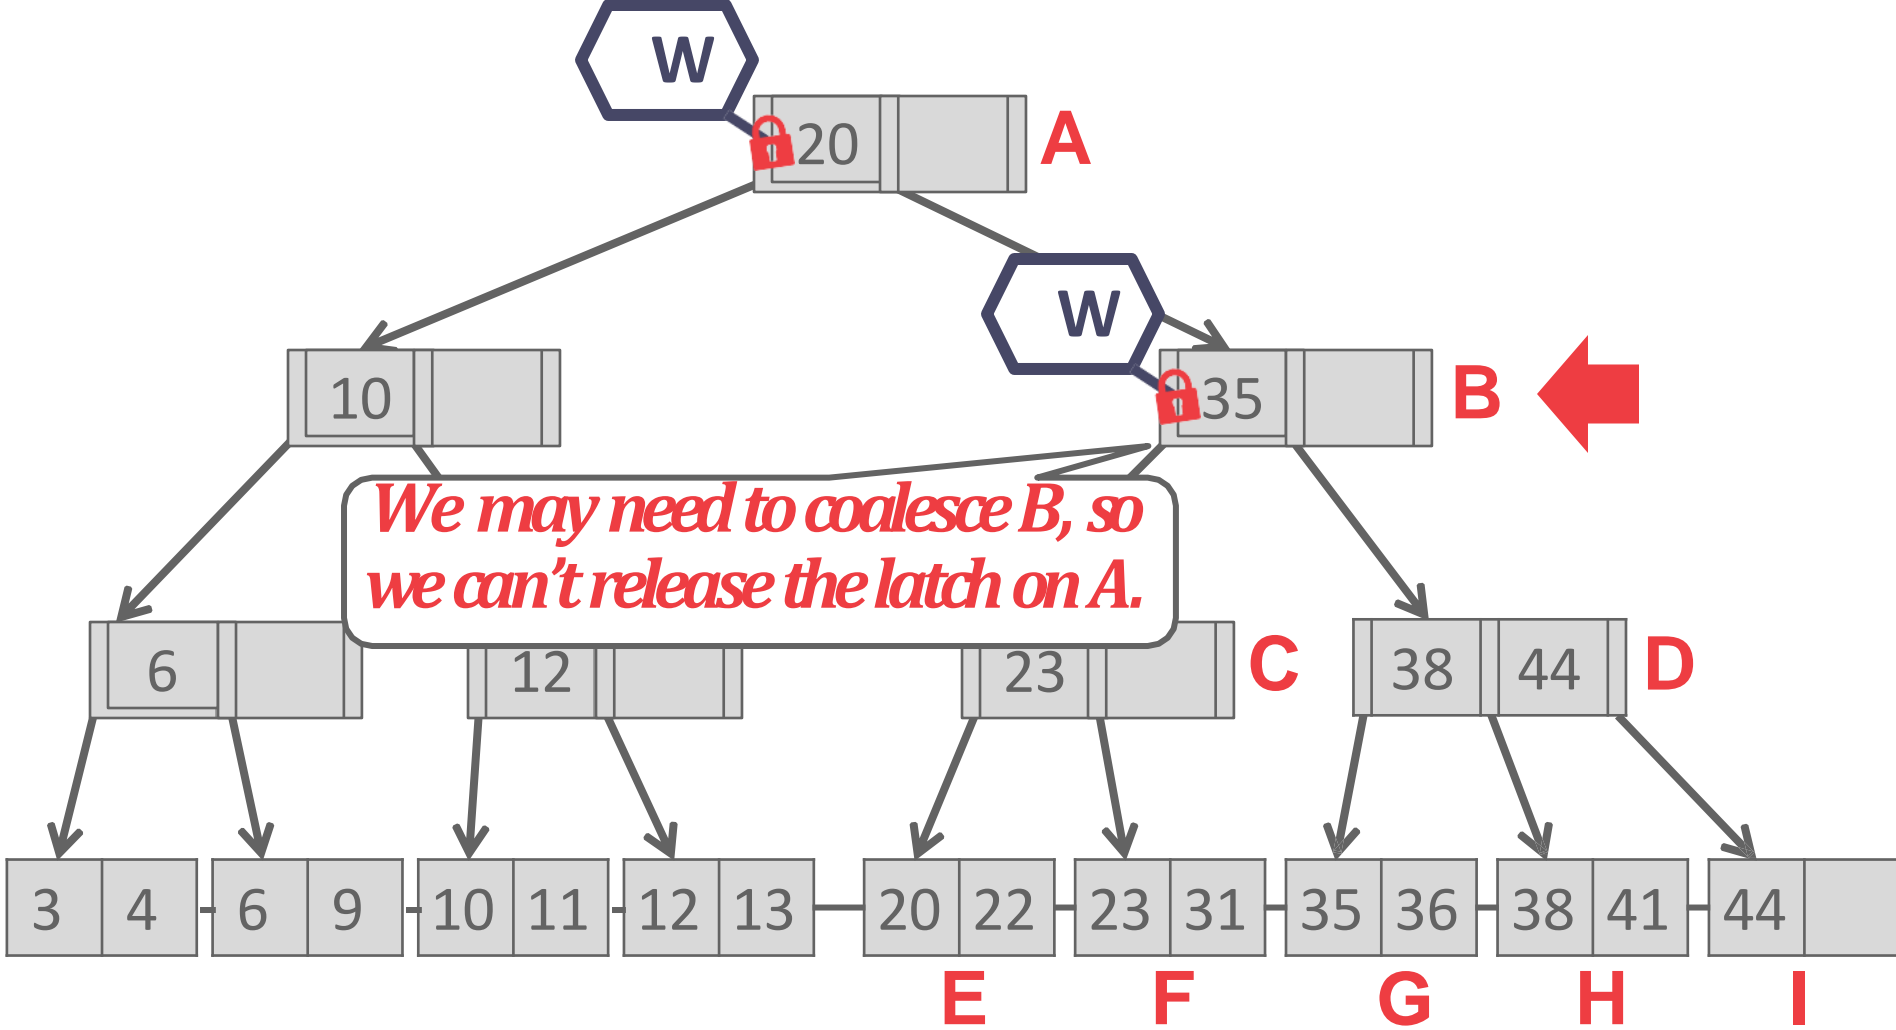 W
20
A
W
10
35
B
We may need to coalesce B, so
we can't release the latch on A.
6
12
23
C
38 44
D
3 4
6 9
10 11
12 13
20 22
23 31
35 36
38 41
44
E
F
G
H
I